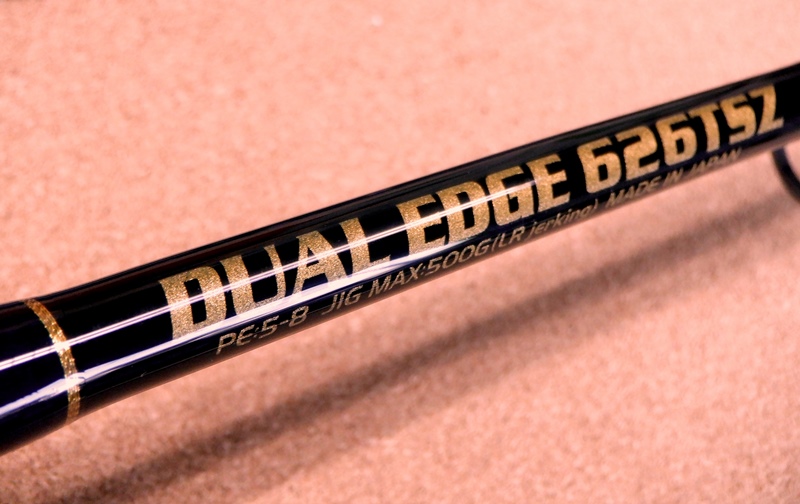 DUAL EDGE 626TSZ
PE:5-8 JIG MAX:500G(LR jerking) MADE IN JAPAN